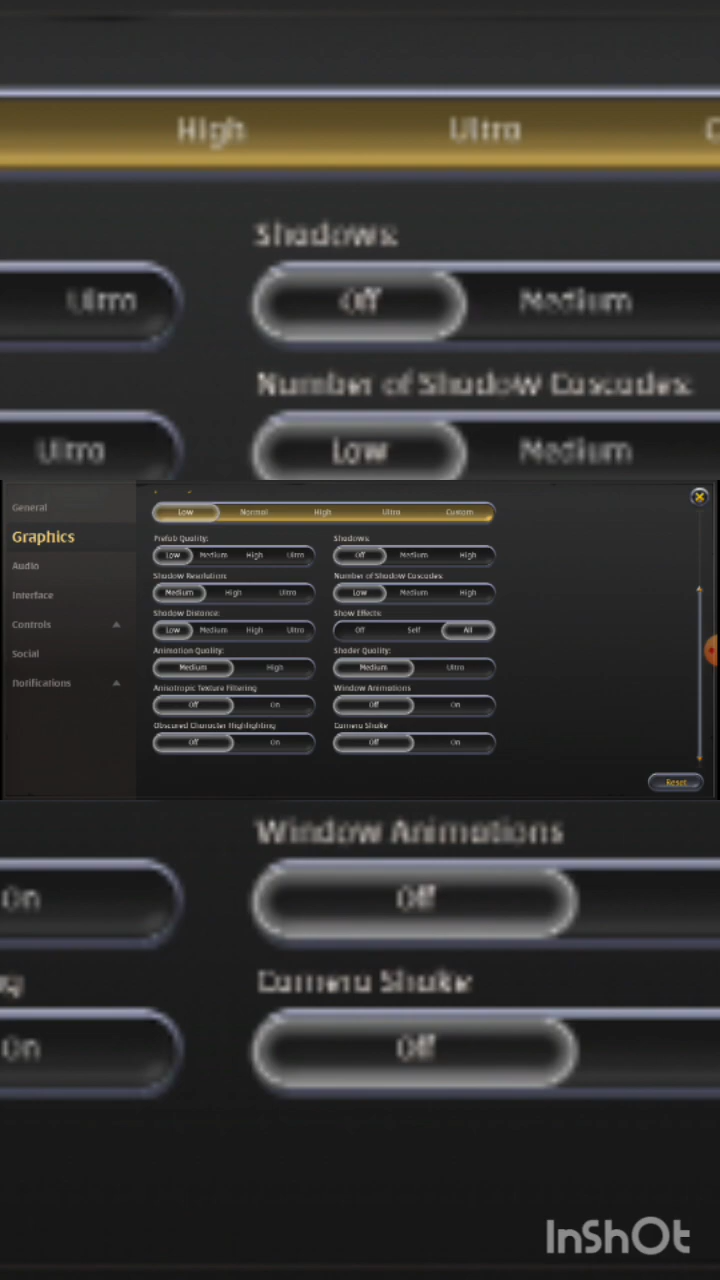 High Ultra
Shadows:
Ultra Off Medium
Number of Shadow Cascades:
Ultra Low Medium
General
Graphics
Audio
Interface
Controls
Social
Notifications
Low Normal High Ultra Custom
Prefab Quality: Shadows:
Low Medium High Ultra Off Medium High
Shadow Resolution: Number of Shadow Cascades:
Medium High Ultra Low Medium High
Shadow Distance: Show Effects:
Low Medium High Ultra Off Self All
Animation Quality: Shader Quality:
Medium High Medium Ultra
Anisotropic Texture Filtering Window Animations
Off On Off On
Obscured Character Highlighting Camera Shake
Off On Off On
Reset
Window Animations
On Off
Camera Shake
On Off
InShOt